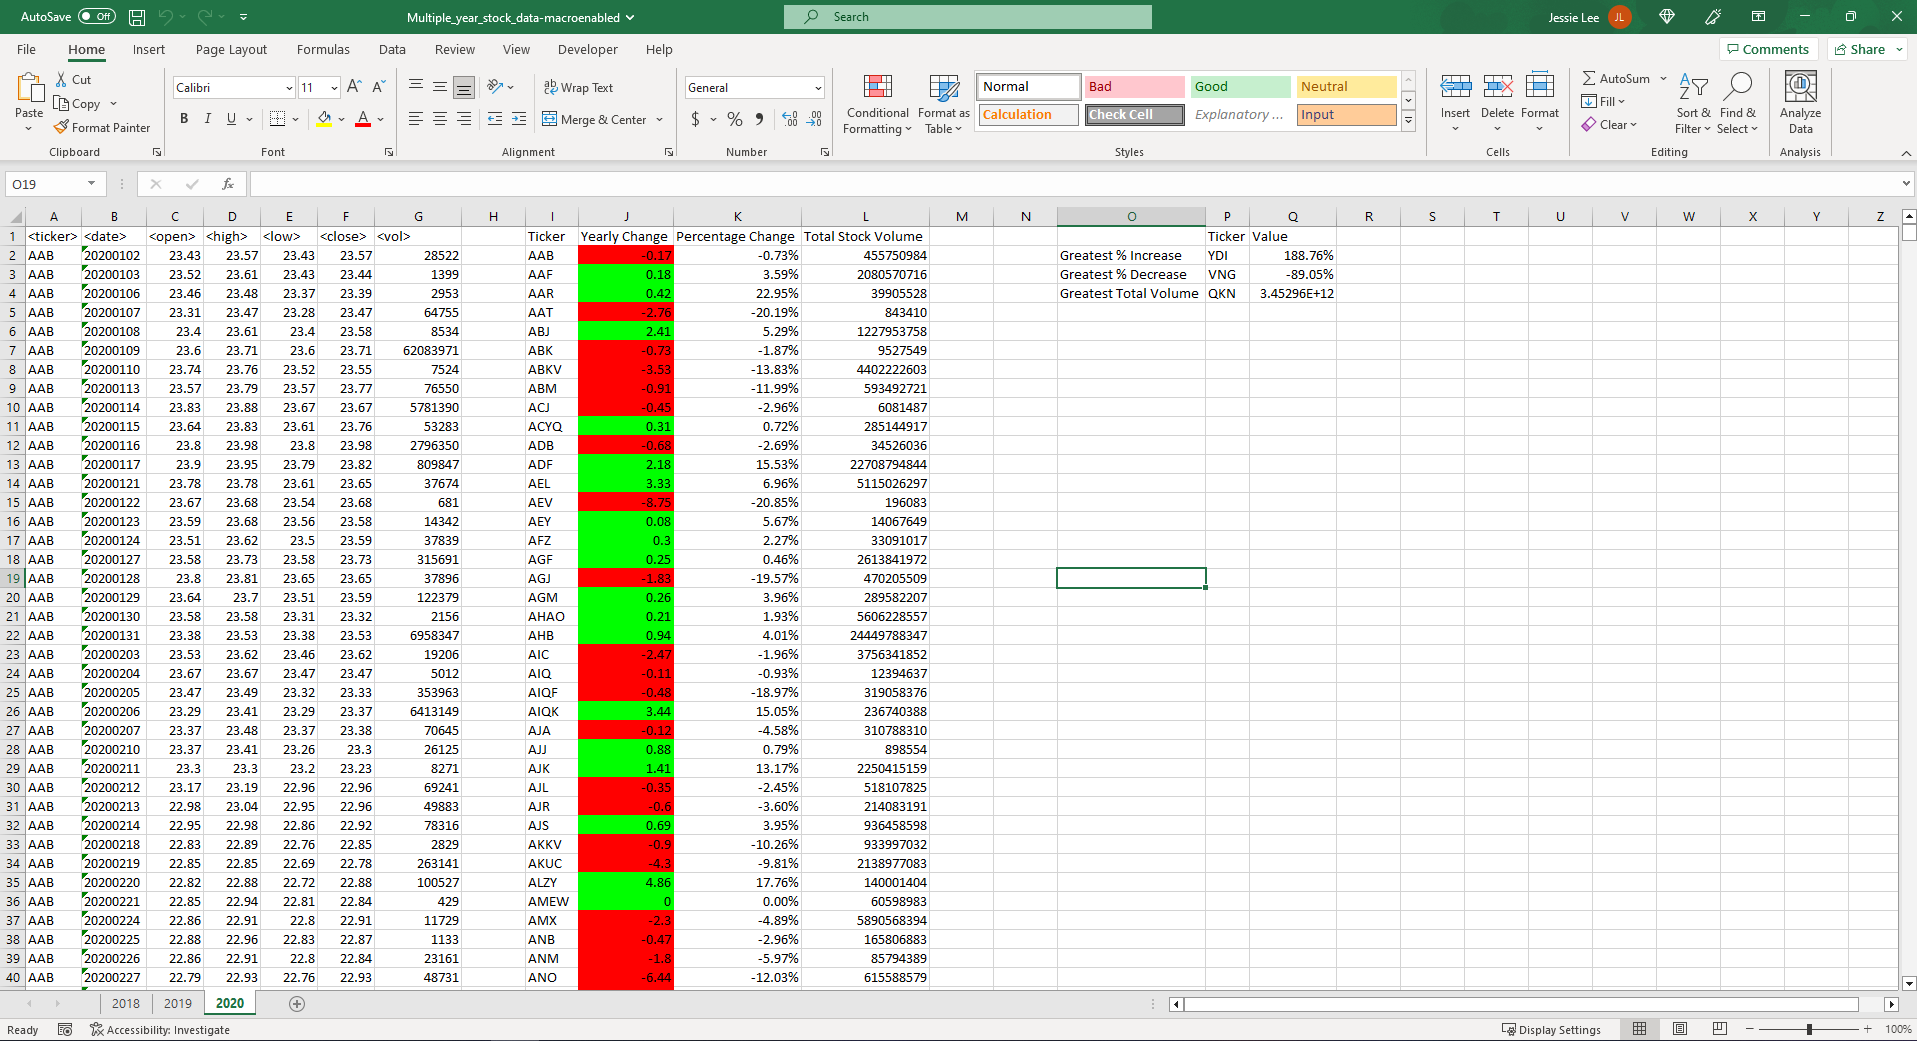 AutoSave Off Multiple_year_stock_data-macroenabled Search Jessie Lee JL
File Home Insert Page Layout Formulas Data Review View Developer Help Comments Share
Paste Cut Copy Format Painter Clipboard
Calibri 11 B I U A Font
Wrap Text Merge & Center Alignment
General $ % Number
Conditional Formatting Format as Table
Normal Bad Good Neutral
Calculation Check Cell Explanatory ... Input
Styles
Insert Delete Format Cells
AutoSum Fill Clear Sort & Filter Find & Select Editing
Analyze Data Analysis
O19 fx
A B C D E F G H I J K L M N O P Q R S T U V W X Y Z
1 <ticker> <date> <open> <high> <low> <close> <vol> Ticker Yearly Change Percentage Change Total Stock Volume Ticker Value
2 AAB 20200102 23.43 23.57 23.43 23.57 28522 AAB -0.17 -0.73% 455750984 Greatest % Increase YDI 188.76%
3 AAB 20200103 23.52 23.61 23.43 23.44 1399 AAF 0.18 3.59% 2080570716 Greatest % Decrease VNG -89.05%
4 AAB 20200106 23.46 23.48 23.37 23.39 2953 AAR 0.42 22.95% 39905528 Greatest Total Volume QKN 3.45296E+12
5 AAB 20200107 23.31 23.47 23.28 23.47 64755 AAT -2.76 -20.19% 843410
6 AAB 20200108 23.4 23.61 23.4 23.58 8534 ABJ 2.41 5.29% 1227953758
7 AAB 20200109 23.6 23.71 23.6 23.71 62083971 ABK -0.73 -1.87% 9527549
8 AAB 20200110 23.74 23.76 23.52 23.55 7524 ABKV -3.53 -13.83% 4402222603
9 AAB 20200113 23.57 23.79 23.57 23.77 76550 ABM -0.91 -11.99% 593492721
10 AAB 20200114 23.83 23.88 23.67 23.67 5781390 ACJ -0.45 -2.96% 6081487
11 AAB 20200115 23.64 23.83 23.61 23.76 53283 ACYQ 0.31 0.72% 285144917
12 AAB 20200116 23.8 23.98 23.8 23.98 2796350 ADB -0.68 -2.69% 34526036
13 AAB 20200117 23.9 23.95 23.79 23.82 809847 ADF 2.18 15.53% 22708794844
14 AAB 20200121 23.78 23.78 23.61 23.65 37674 AEL 3.33 6.96% 5115026297
15 AAB 20200122 23.67 23.68 23.54 23.68 681 AEV -8.75 -20.85% 196083
16 AAB 20200123 23.59 23.68 23.56 23.58 14342 AEY 0.08 5.67% 14067649
17 AAB 20200124 23.51 23.62 23.5 23.59 37839 AFZ 0.3 2.27% 33091017
18 AAB 20200127 23.58 23.73 23.58 23.73 315691 AGF 0.25 0.46% 2613841972
19 AAB 20200128 23.8 23.81 23.65 23.65 37896 AGJ -1.83 -19.57% 470205509
20 AAB 20200129 23.64 23.7 23.51 23.59 122379 AGM 0.26 3.96% 289582207
21 AAB 20200130 23.58 23.58 23.31 23.32 2156 AHAO 0.21 1.93% 5606228557
22 AAB 20200131 23.38 23.53 23.38 23.53 6958347 AHB 0.94 4.01% 24449788347
23 AAB 20200203 23.53 23.62 23.46 23.62 19206 AIC -2.47 -1.96% 3756341852
24 AAB 20200204 23.67 23.67 23.47 23.47 5012 AIQ -0.11 -0.93% 12394637
25 AAB 20200205 23.47 23.49 23.32 23.33 353963 AIQF -0.48 -18.97% 319058376
26 AAB 20200206 23.29 23.41 23.29 23.37 6413149 AIQK 3.44 15.05% 236740388
27 AAB 20200207 23.37 23.48 23.37 23.38 70645 AJA -0.12 -4.58% 310788310
28 AAB 20200210 23.37 23.41 23.26 23.3 26125 AJJ 0.88 0.79% 898554
29 AAB 20200211 23.3 23.3 23.2 23.23 8271 AJK 1.41 13.17% 2250415159
30 AAB 20200212 23.17 23.19 22.96 22.96 69241 AJL -0.35 -2.45% 518107825
31 AAB 20200213 22.98 23.04 22.95 22.96 49883 AJR -0.6 -3.60% 214083191
32 AAB 20200214 22.95 22.98 22.86 22.92 78316 AJS 0.69 3.95% 936458598
33 AAB 20200218 22.83 22.89 22.76 22.85 2829 AKKV -0.9 -10.26% 933997032
34 AAB 20200219 22.85 22.85 22.69 22.78 263141 AKUC -4.3 -9.81% 2138977083
35 AAB 20200220 22.82 22.88 22.72 22.88 100527 ALZY 4.86 17.76% 140001404
36 AAB 20200221 22.85 22.94 22.81 22.84 429 AMEW 0 0.00% 60598983
37 AAB 20200224 22.86 22.91 22.8 22.91 11729 AMX -2.3 -4.89% 5890568394
38 AAB 20200225 22.88 22.96 22.83 22.87 1133 ANB -0.47 -2.96% 165806883
39 AAB 20200226 22.86 22.91 22.8 22.84 23161 ANM -1.8 -5.97% 85794389
40 AAB 20200227 22.79 22.93 22.76 22.93 48731 ANO -6.44 -12.03% 615588579
2018 2019 2020
Ready Accessibility: Investigate Display Settings 100%